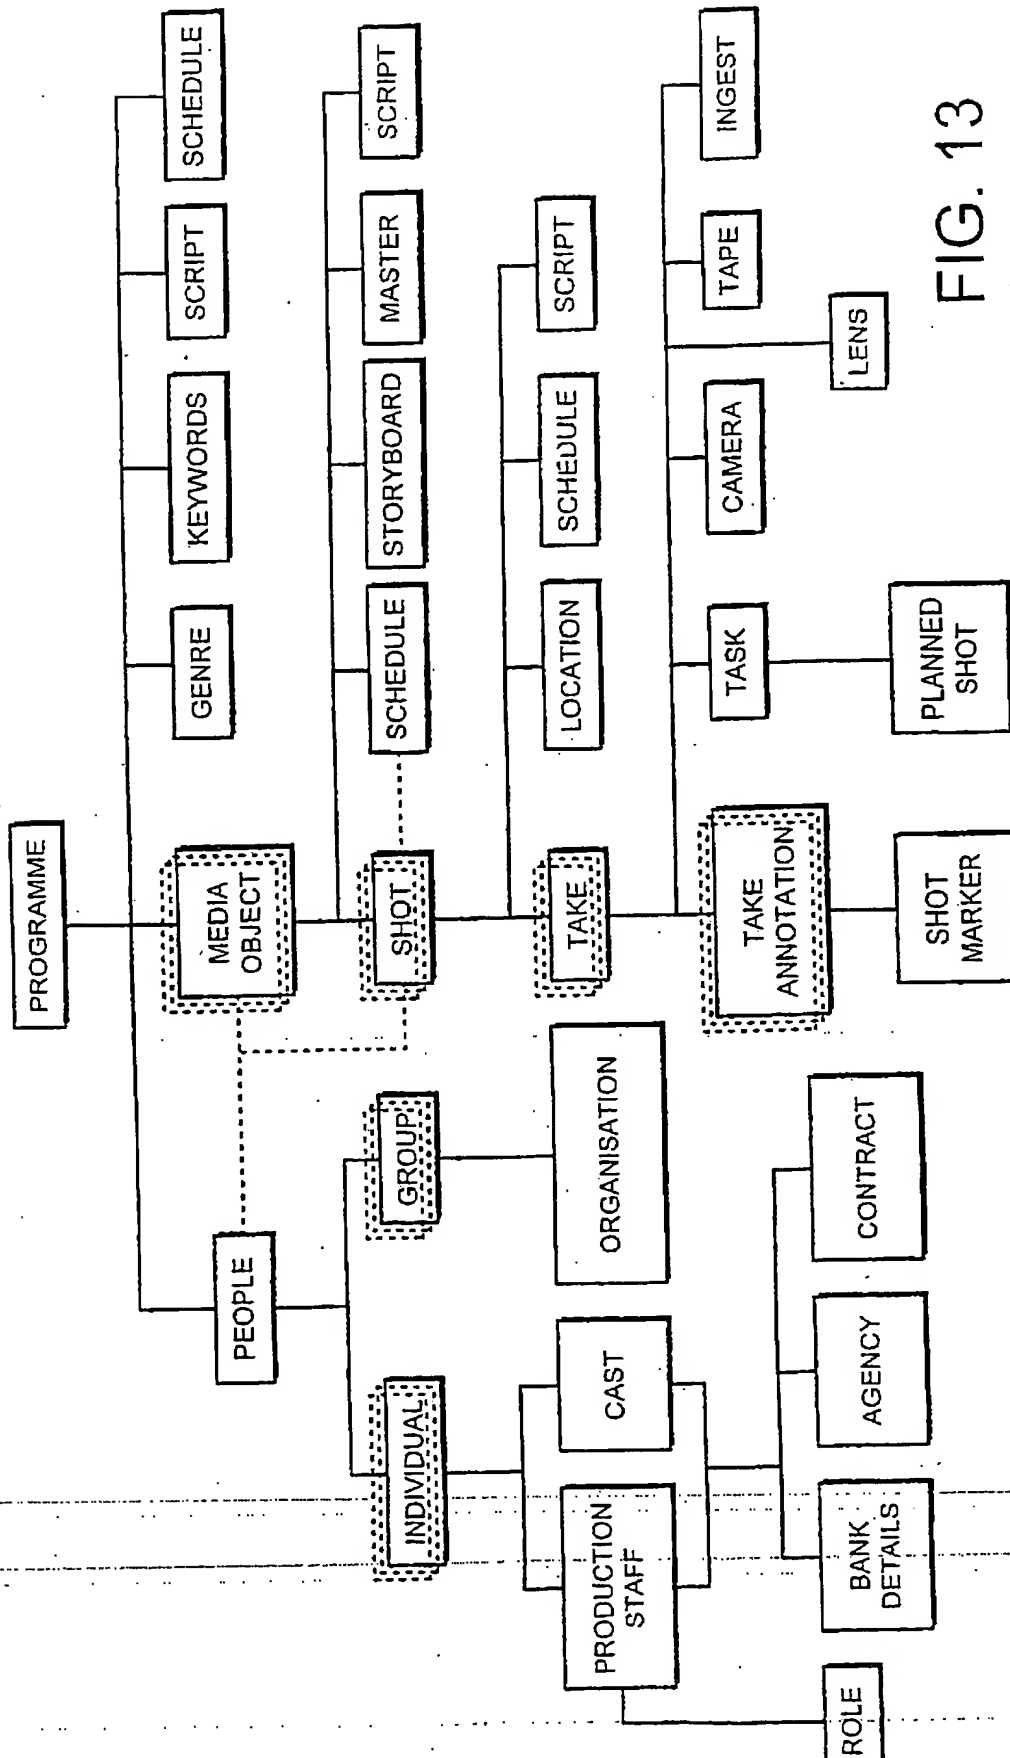 PROGRAMME
PEOPLE
MEDIA
OBJECT
GENRE
KEYWORDS
SCRIPT
SCHEDULE
INDIVIDUAL
GROUP
SHOT
SCHEDULE
STORYBOARD
MASTER
SCRIPT
PRODUCTION
STAFF
CAST
ORGANISATION
TAKE
LOCATION
SCHEDULE
SCRIPT
ROLE
BANK
DETAILS
AGENCY
CONTRACT
TAKE
ANNOTATION
TASK
CAMERA
LENS
TAPE
INGEST
SHOT
MARKER
PLANNED
SHOT
FIG. 13